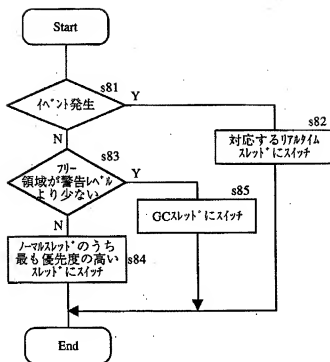 Start
s81
イベント発生
Y
s82
対応するリアルタイム
スレッドにスイッチ
N
s83
フリー
領域が警告レベル
より少ない
Y
s85
GCスレッドにスイッチ
N
ノーマルスレッドのうち
最も優先度の高い
スレッドにスイッチ
s84
End